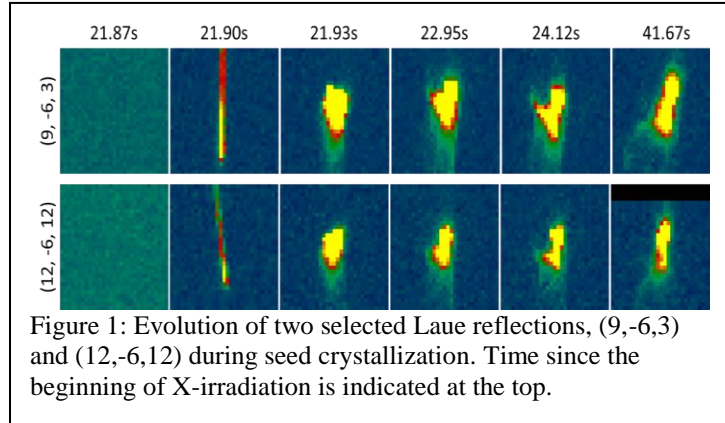 21.87s 21.90s 21.93s 22.95s 24.12s 41.67s
(9, -6, 3)
(12, -6, 12)
Figure 1: Evolution of two selected Laue reflections, (9,-6,3)
and (12,-6,12) during seed crystallization. Time since the
beginning of X-irradiation is indicated at the top.